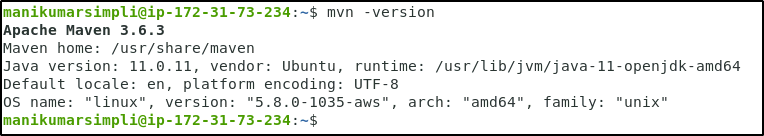 manikumarsimpli@ip-172-31-73-234:~$ mvn -version
Apache Maven 3.6.3
Maven home: /usr/share/maven
Java version: 11.0.11, vendor: Ubuntu, runtime: /usr/lib/jvm/java-11-openjdk-amd64
Default locale: en, platform encoding: UTF-8
OS name: "linux", version: "5.8.0-1035-aws", arch: "amd64", family: "unix"
manikumarsimpli@ip-172-31-73-234:~$